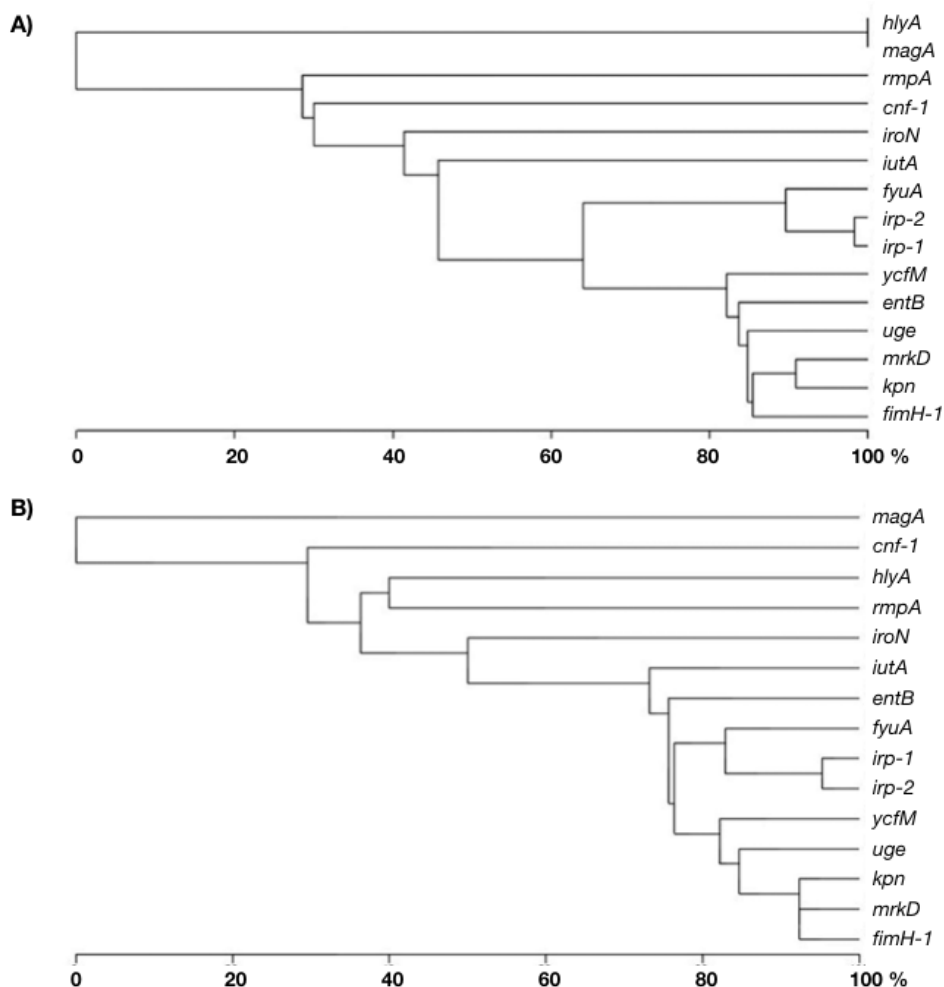 A)
hlyA
magA
rmpA
cnf-1
iroN
iutA
fyuA
irp-2
irp-1
ycfM
entB
uge
mrkD
kpn
fimH-1
0 20 40 60 80 100 %
B)
magA
cnf-1
hlyA
rmpA
iroN
iutA
entB
fyuA
irp-1
irp-2
ycfM
uge
kpn
mrkD
fimH-1
0 20 40 60 80 100 %